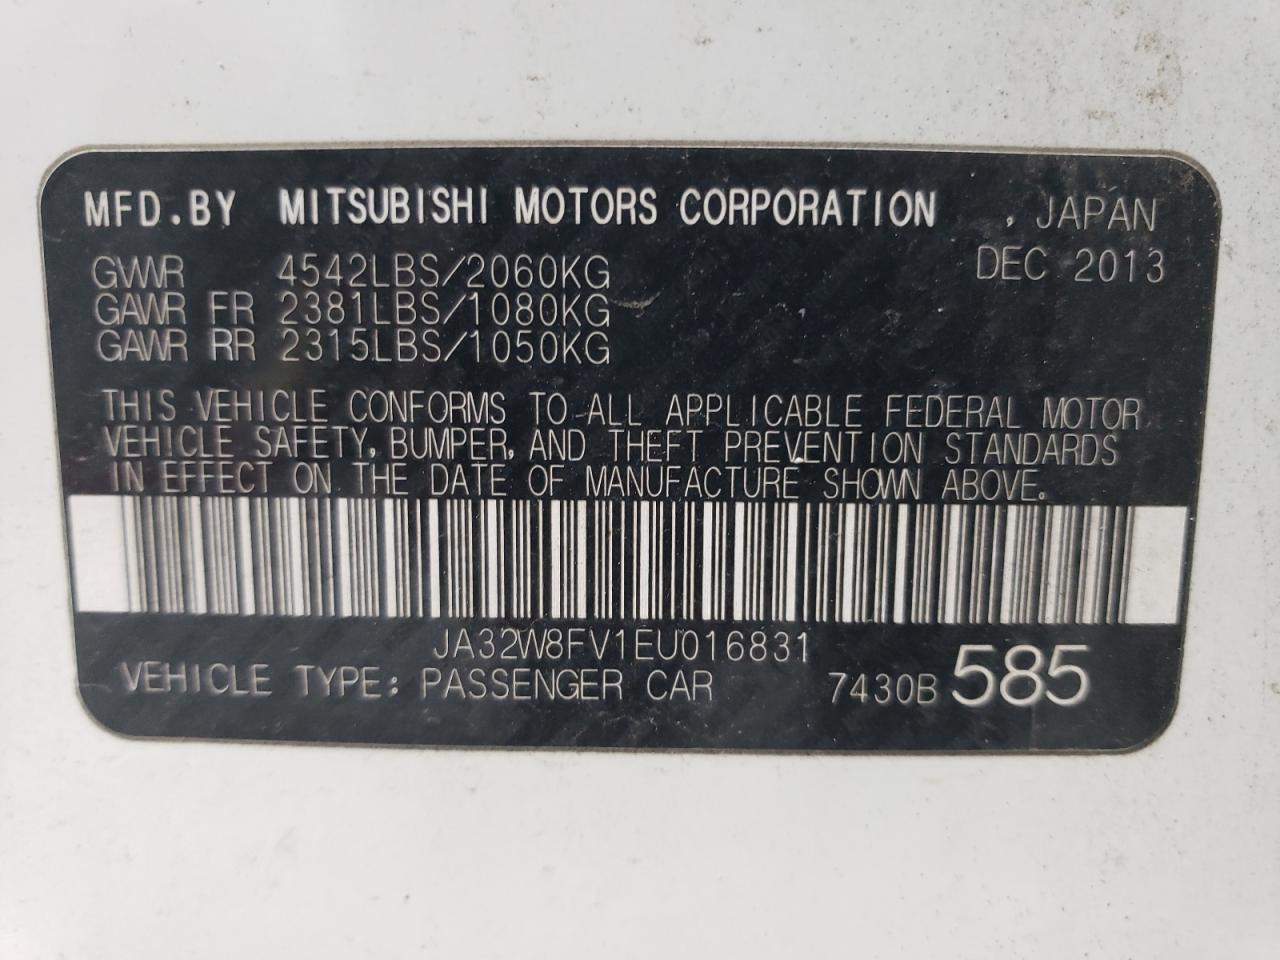 MFD.BY MITSUBISHI MOTORS CORPORATION , JAPAN
GVWR 4542LBS/2060KG DEC 2013
GAWR FR 2381LBS/1080KG
GAWR RR 2315LBS/1050KG
THIS VEHICLE CONFORMS TO ALL APPLICABLE FEDERAL MOTOR
VEHICLE SAFETY, BUMPER, AND THEFT PREVENTION STANDARDS
IN EFFECT ON THE DATE OF MANUFACTURE SHOWN ABOVE.
JA32W8FV1EU016831
VEHICLE TYPE: PASSENGER CAR 7430B 585